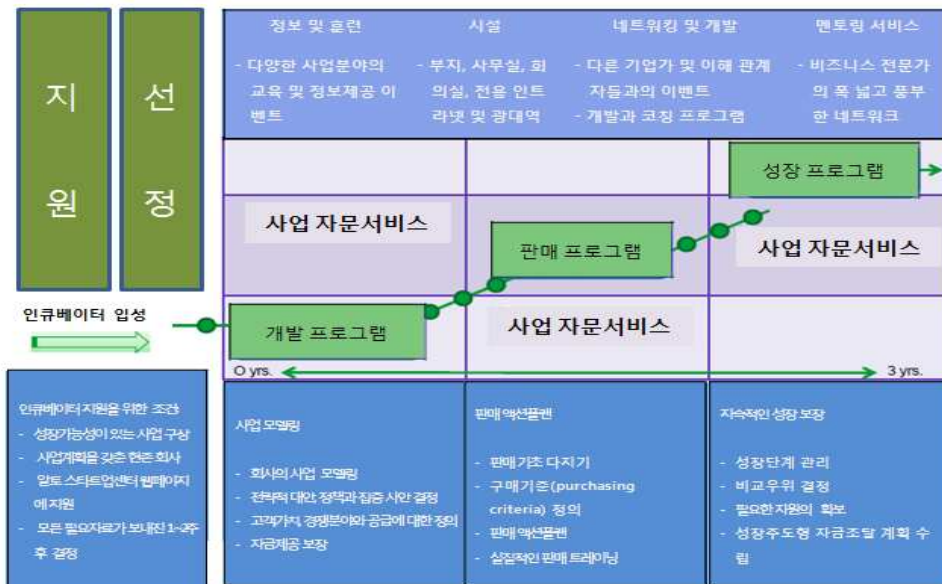 지 원
선 정
정보 및 훈련
- 다양한 사업분야의
교육 및 정보제공 이
벤트
시설
- 부지, 사무실, 회
의실, 전용 인트
라넷 및 광대역
네트워킹 및 개발
- 다른 기업가 및 이해 관계
자들과의 이벤트
- 개발과 코칭 프로그램
멘토링 서비스
- 비즈니스 전문가
의 폭 넓고 풍부
한 네트워크
성장 프로그램
사업 자문서비스
판매 프로그램
사업 자문서비스
인큐베이터 입성
개발 프로그램
사업 자문서비스
O yrs.
3 yrs.
인큐베이터 지원을 위한 조건:
- 성장가능성이 있는 사업 구상
- 사업계획을 갖춘 현존 회사
- 알토 스타트업센터 웹페이지
에 지원
- 모든 필요자료가 보내진 1~2주
후 결정
사업 모델링
- 회사의 사업 모델링
- 전략적 대안, 정책과 집중 사안 결정
- 고객가치, 경쟁분야와 공급에 대한 정의
- 자금제공 보장
판매 액션플랜
- 판매기초 다지기
- 구매기준(purchasing
criteria) 정의
- 판매 액션플랜
- 실질적인 판매 트레이닝
지속적인 성장 보장
- 성장단계 관리
- 비교우위 결정
- 필요한 자원의 확보
- 성장주도형 자금조달 계획 수
립